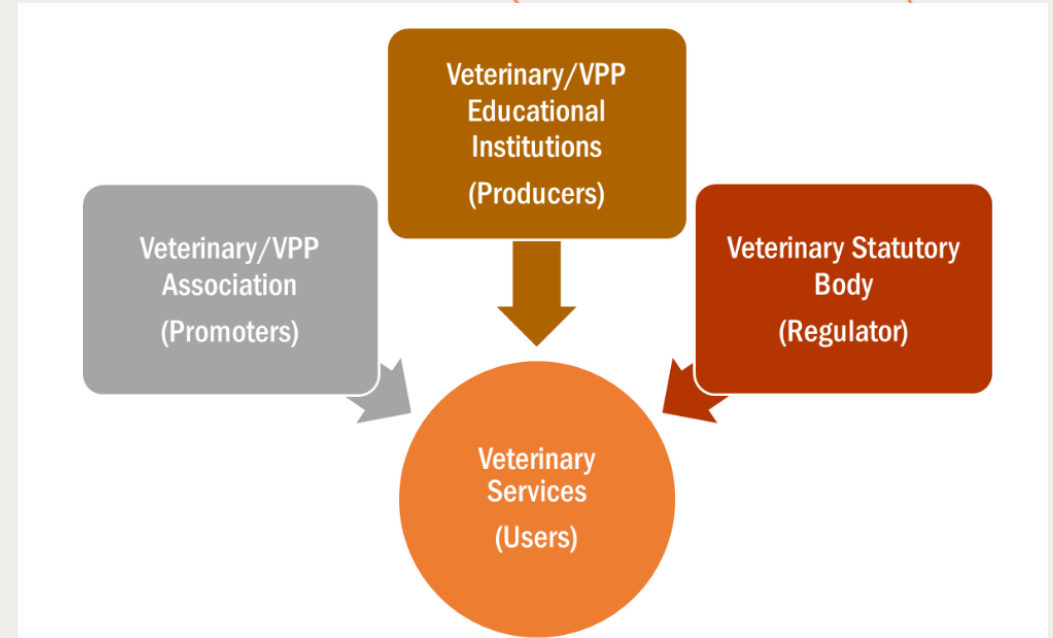 Veterinary/VPP
Educational
Institutions
(Producers)
Veterinary/VPP
Association
(Promoters)
Veterinary Statutory
Body
(Regulator)
Veterinary
Services
(Users)